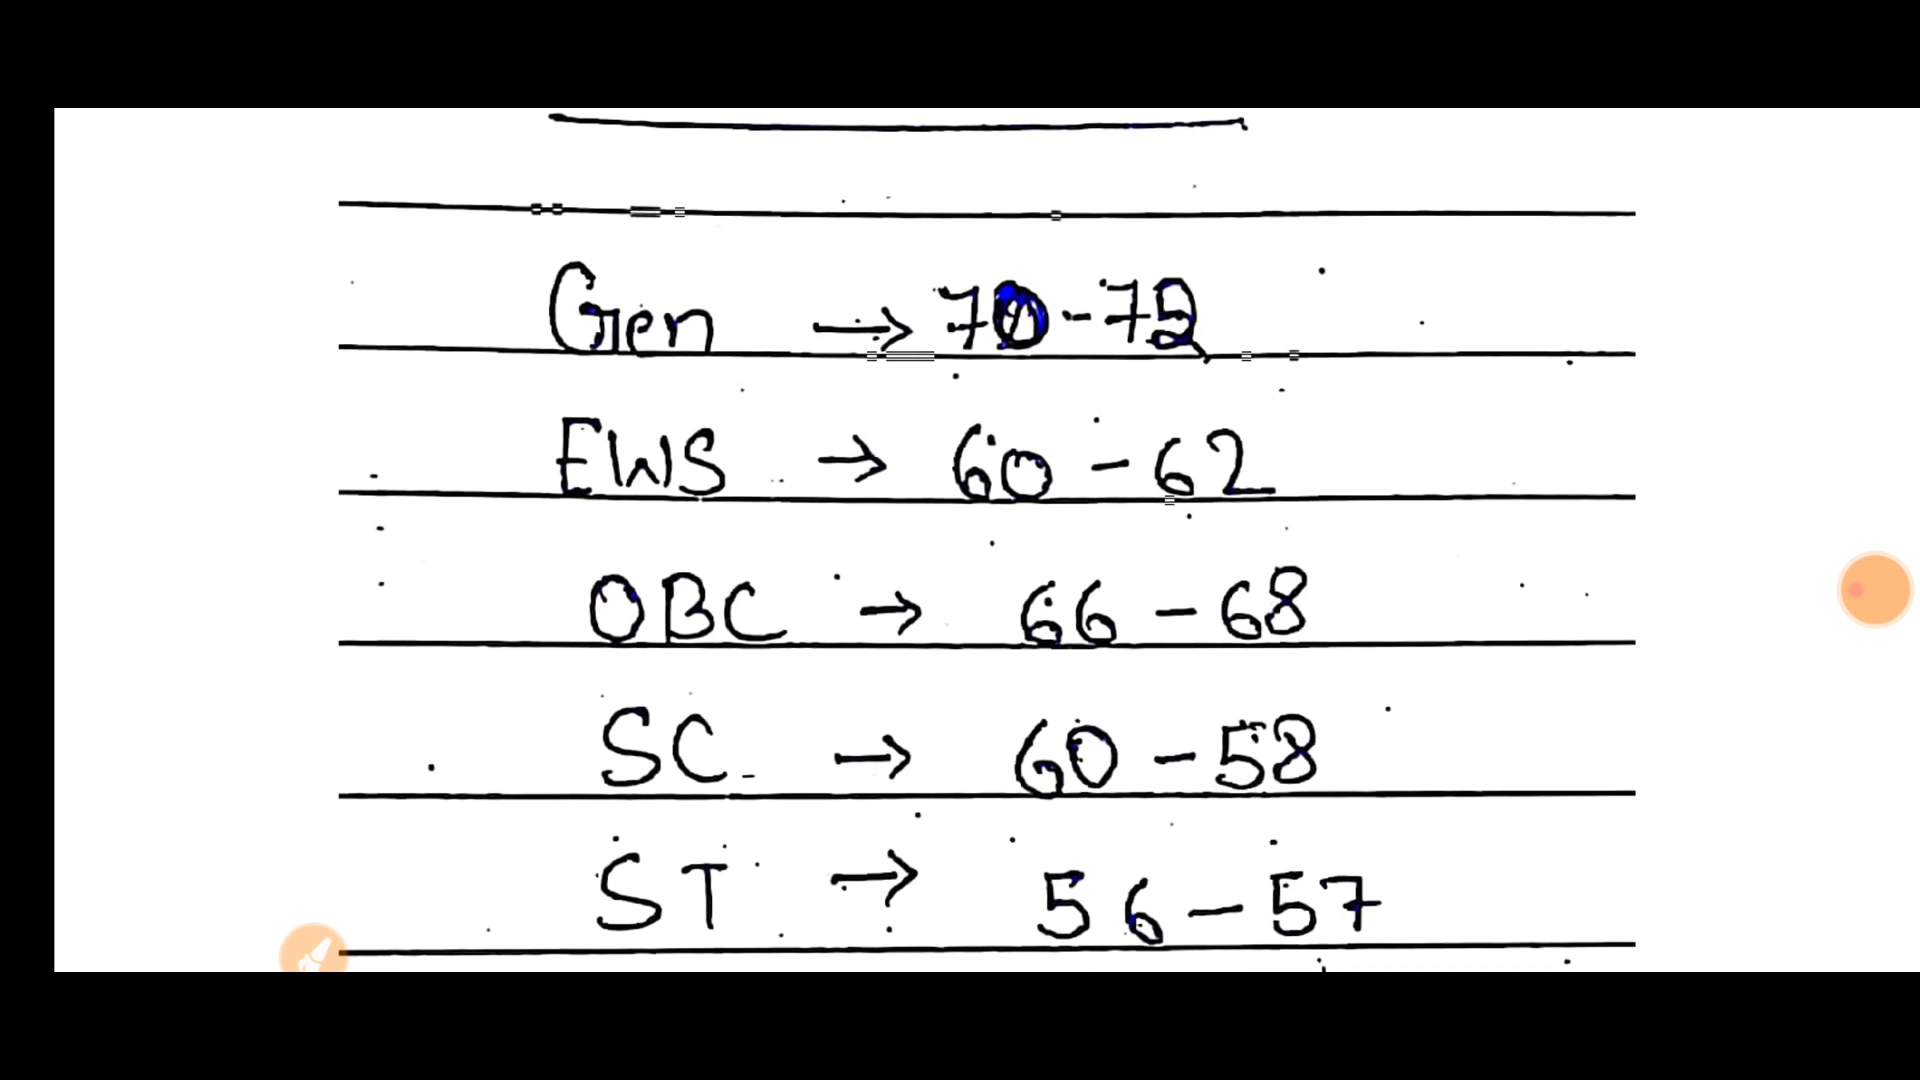 Gen → 70-72
EWS → 60-62
OBC → 66-68
SC → 60-58
ST → 56-57